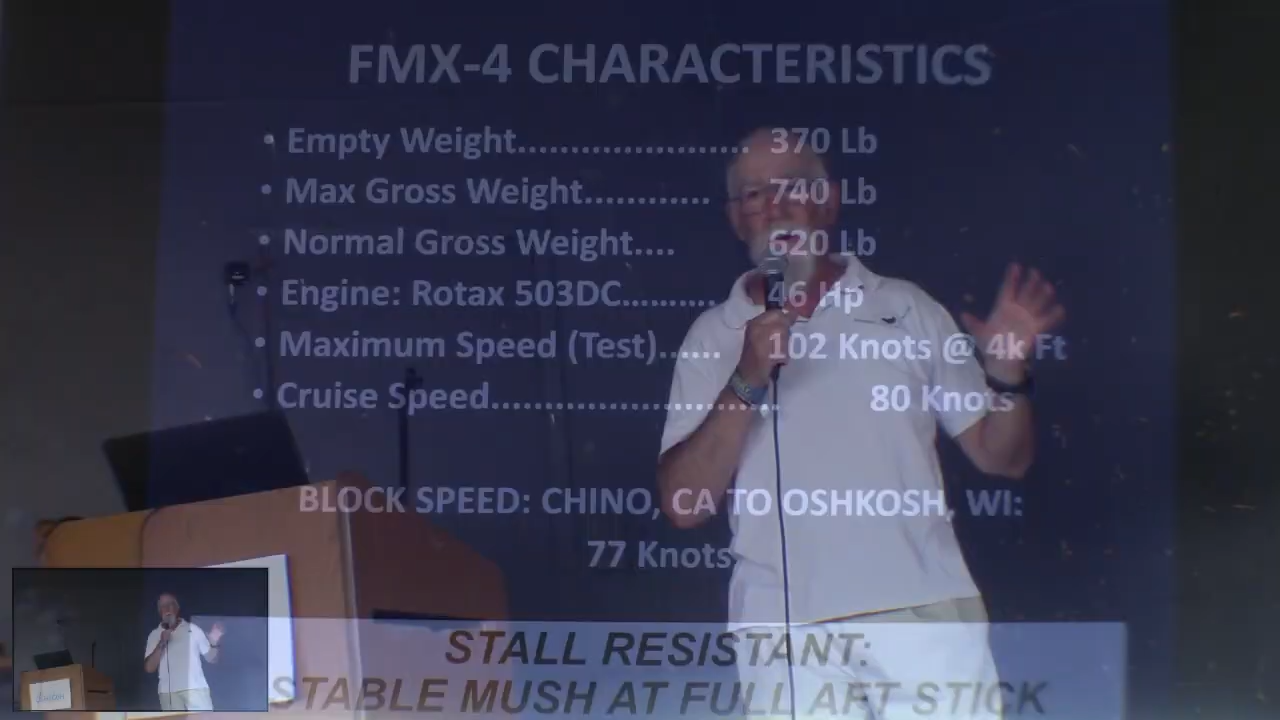 FMX-4 CHARACTERISTICS
• Empty Weight...................... 370 Lb
• Max Gross Weight............ 740 Lb
• Normal Gross Weight.... 620 Lb
• Engine: Rotax 503DC.......... 46 Hp
• Maximum Speed (Test)...... 102 Knots @ 4k Ft
• Cruise Speed........................... 80 Knots
BLOCK SPEED: CHINO, CA TO OSHKOSH, WI:
77 Knots
STALL RESISTANT:
STABLE MUSH AT FULL AFT STICK